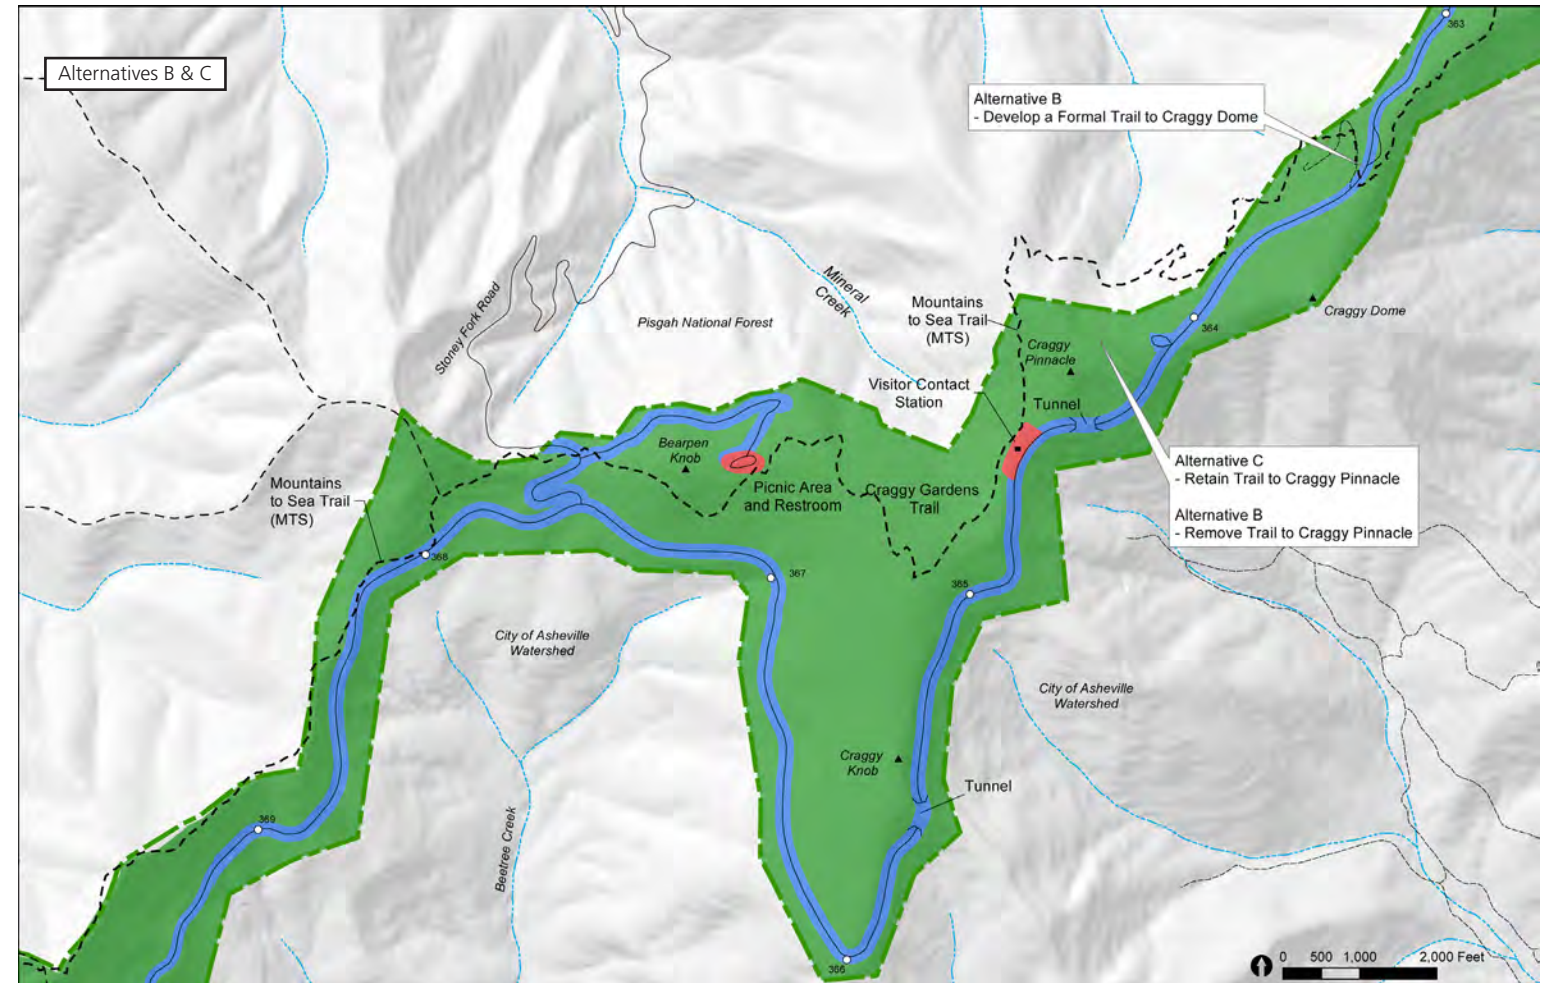 Alternatives B & C
363
Alternative B
- Develop a Formal Trail to Craggy Dome
Mineral
Creek
Stoney Fork Road
Pisgah National Forest
Mountains
to Sea Trail
(MTS)
Craggy
Pinnacle
364
Craggy Dome
Visitor Contact
Station
Tunnel
Bearpen
Knob
Mountains
to Sea Trail
(MTS)
Picnic Area
and Restroom
Craggy Gardens
Trail
Alternative C
- Retain Trail to Craggy Pinnacle
Alternative B
- Remove Trail to Craggy Pinnacle
368
367
365
City of Asheville
Watershed
City of Asheville
Watershed
Craggy
Knob
Tunnel
369
Beetree Creek
366
0 500 1,000 2,000 Feet